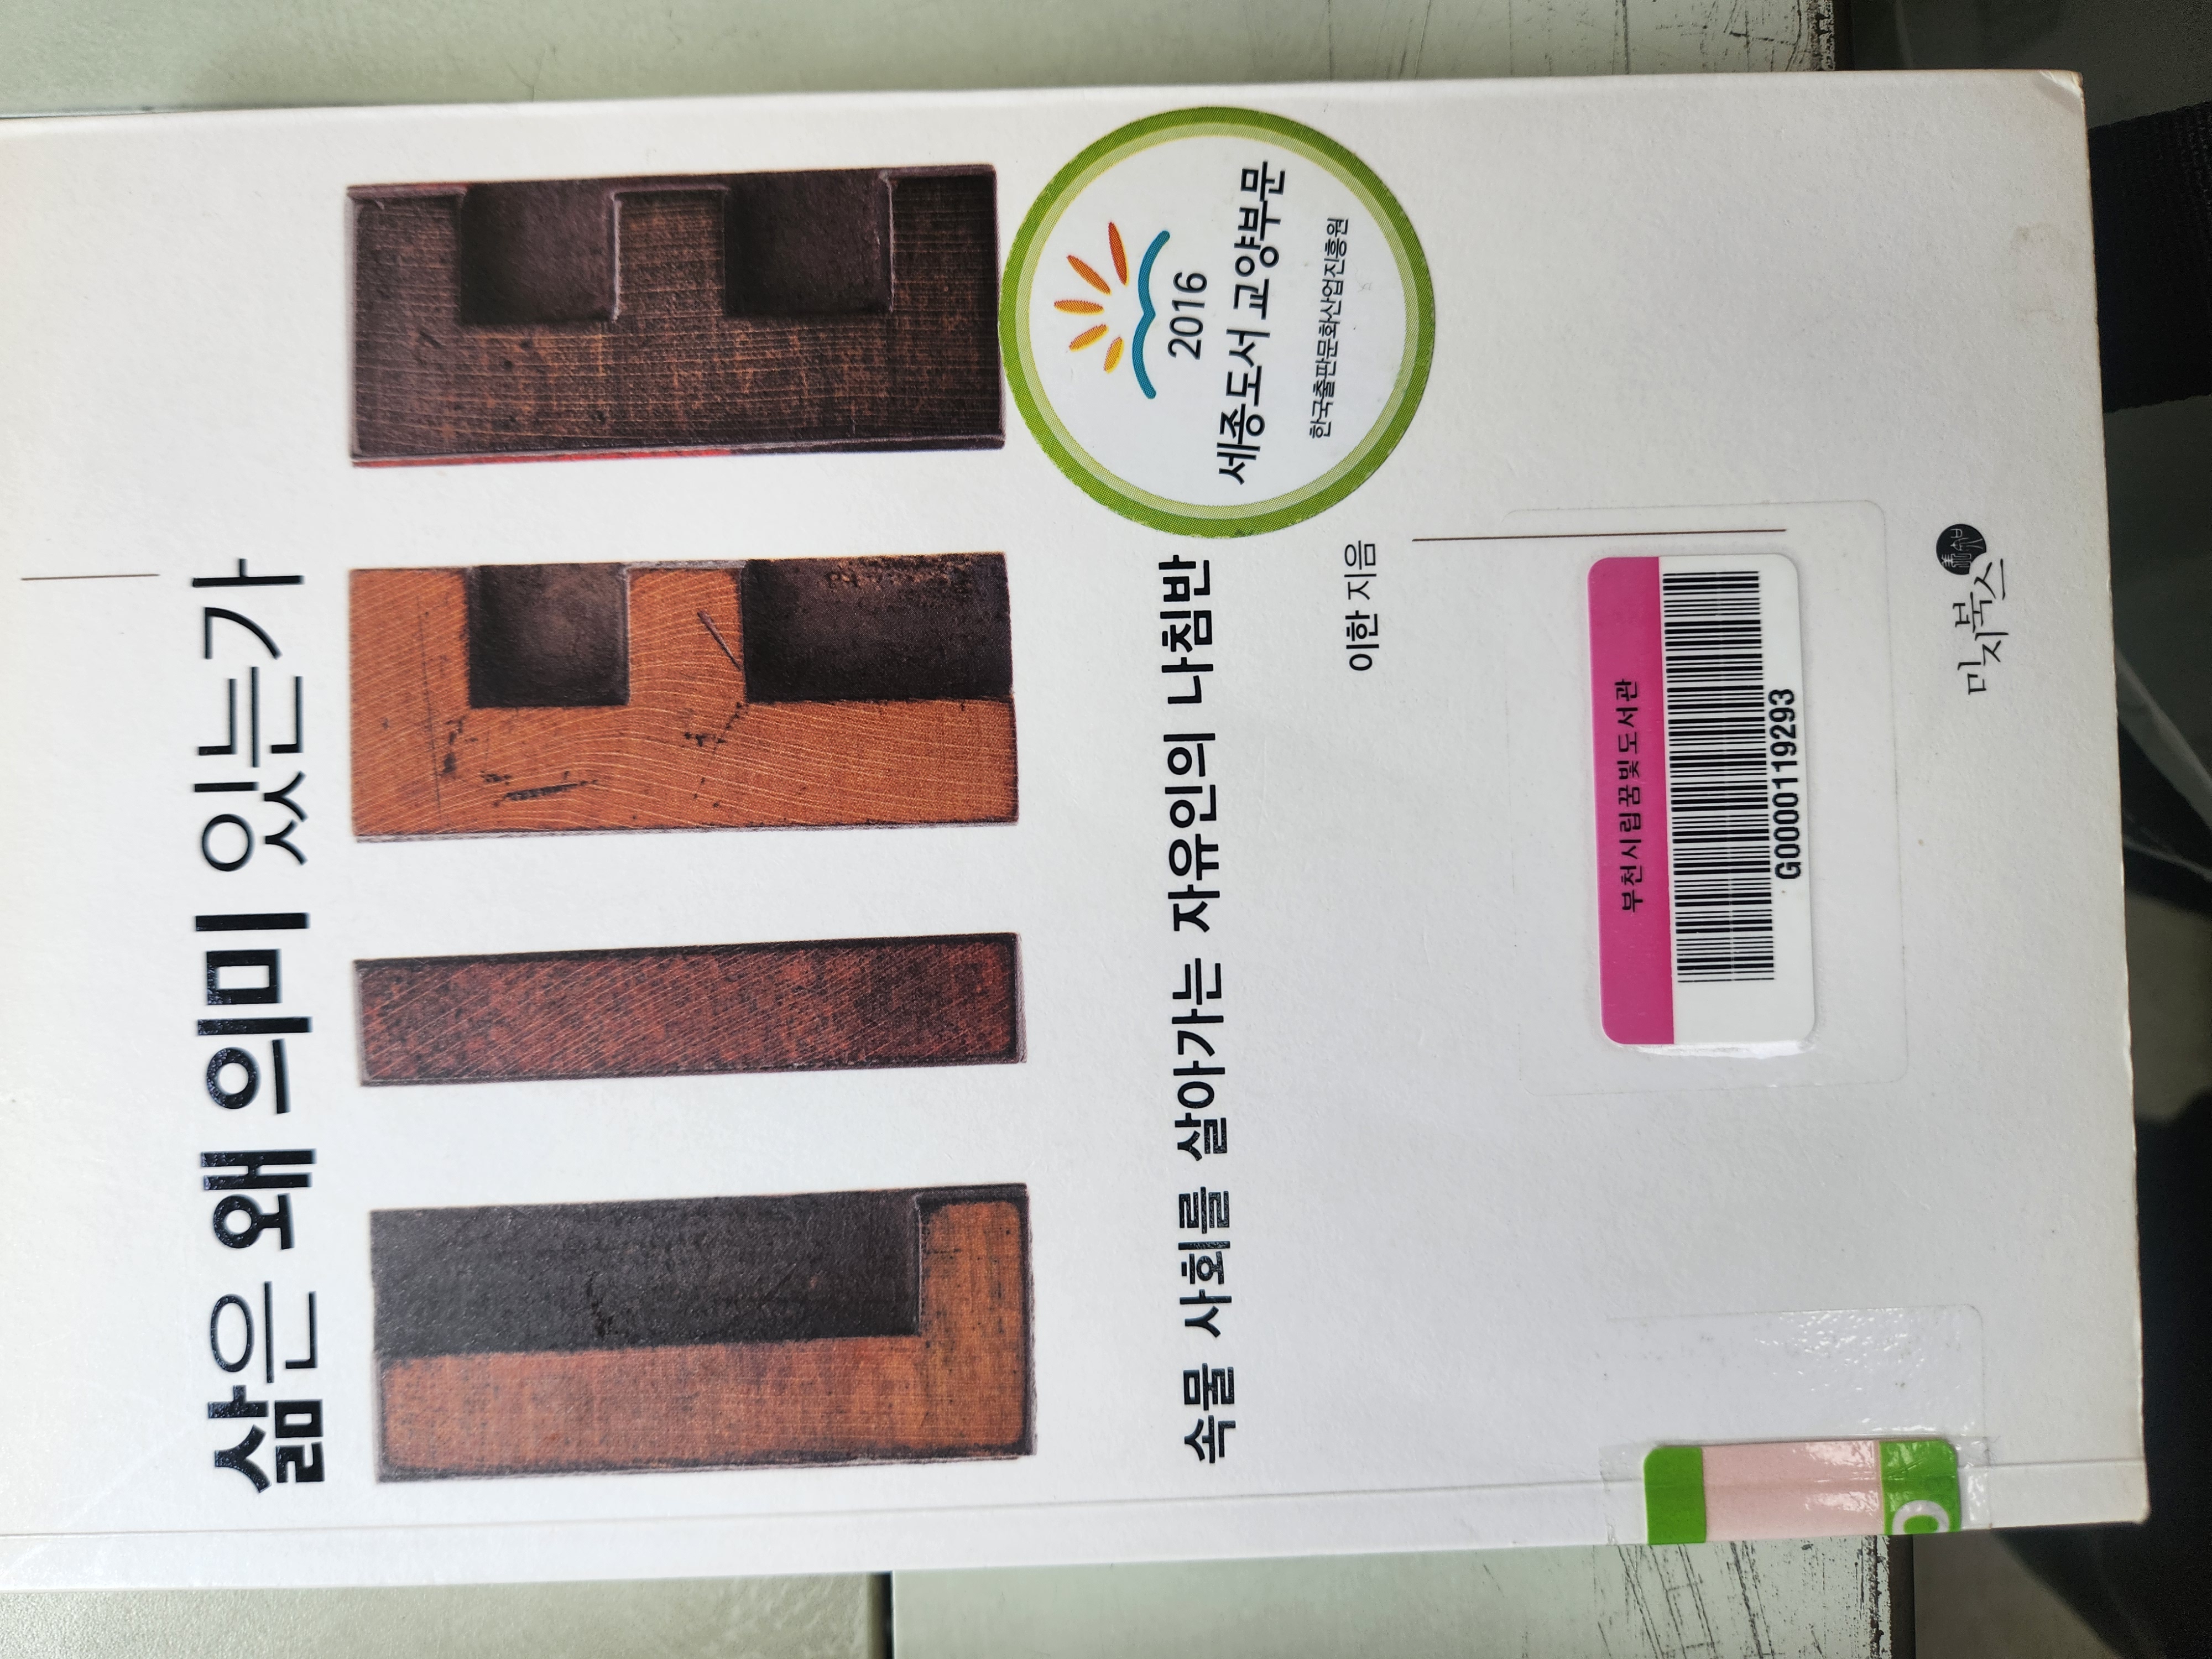 삶은 왜 의미 있는가
LIFE
2016
세종도서 교양부문
한국출판문화산업진흥원
속물 사회를 살아가는 자유인의 나침반
이한 지음
부천시립꿈빛도서관
G0000119293
미지북스